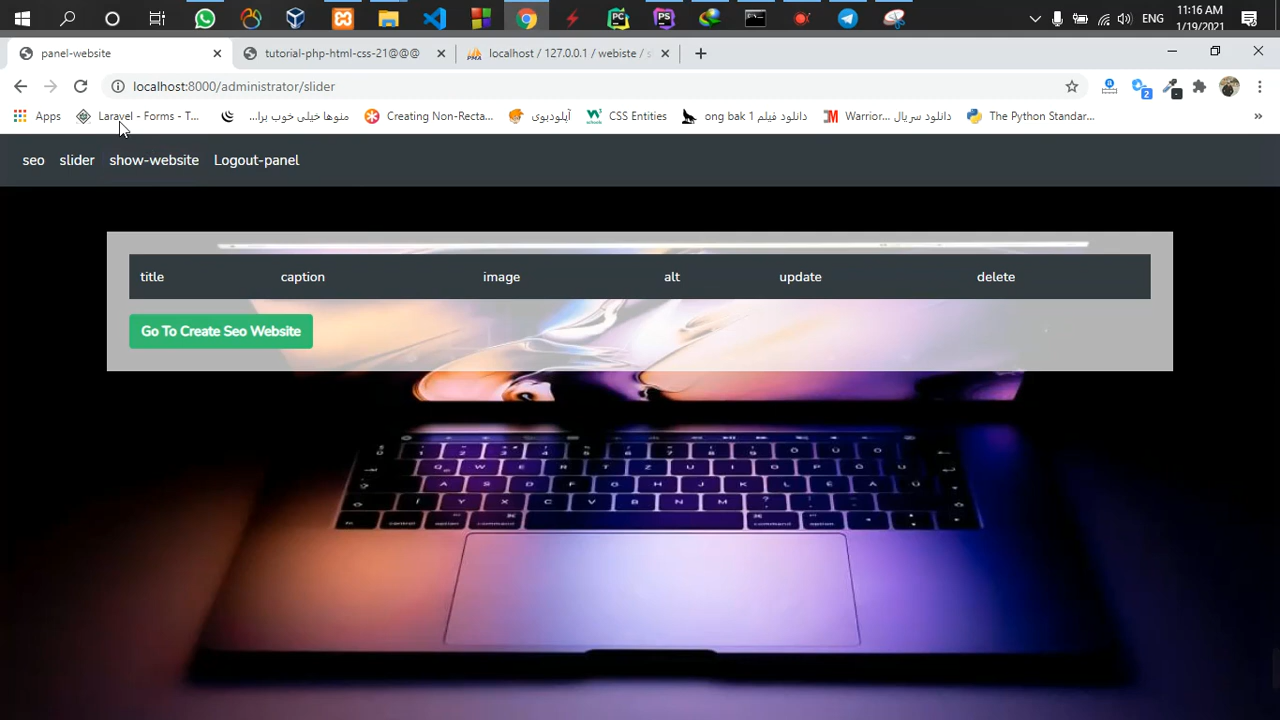 11:16 AM
ENG
1/19/2021
panel-website
tutorial-php-html-css-21@@@
localhost / 127.0.0.1 / webiste / s
localhost:8000/administrator/slider
2
Apps
Laravel - Forms - T...
منوها خیلی خوب برا...
Creating Non-Recta...
آپلودبوی
CSS Entities
دانلود فیلم ong bak 1
دانلود سریال Warrior...
The Python Standar...
seo
slider
show-website
Logout-panel
title caption image alt update delete
Go To Create Seo Website